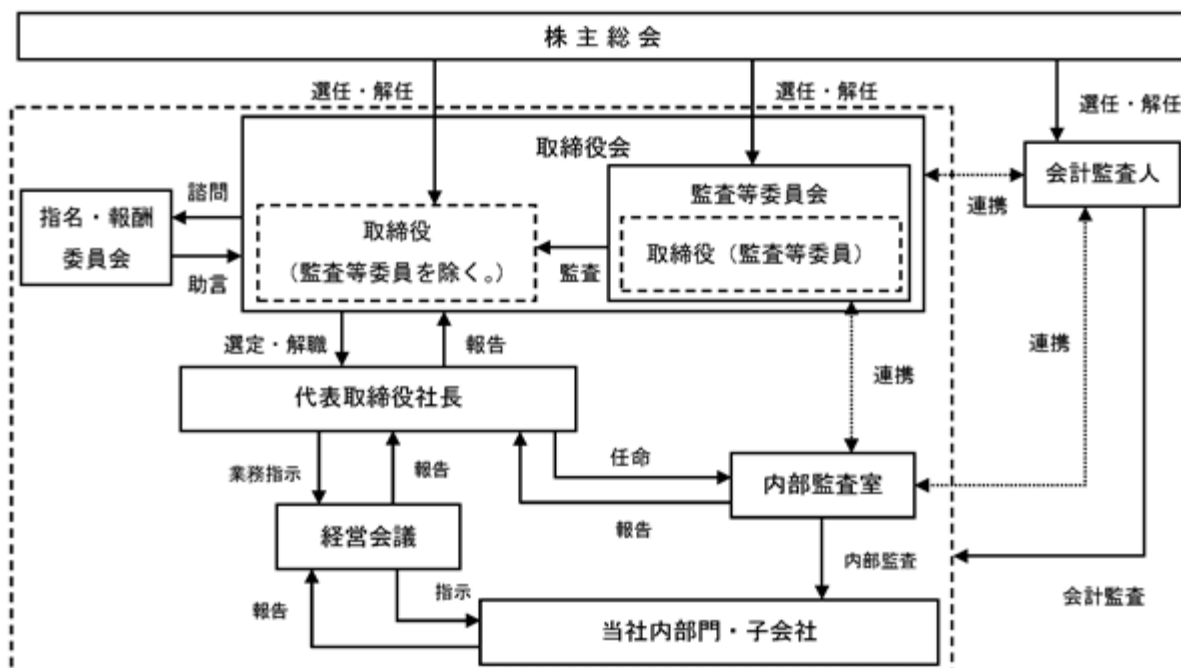 株主総会
選任・解任
選任・解任
選任・解任
取締役会
監査等委員会
会計監査人
諮問
連携
指名・報酬
委員会
取締役
(監査等委員を除く。)
監査
取締役(監査等委員)
助言
選定・解職
報告
連携
連携
代表取締役社長
業務指示
報告
任命
内部監査室
報告
経営会議
内部監査
報告
指示
会計監査
当社内部門・子会社